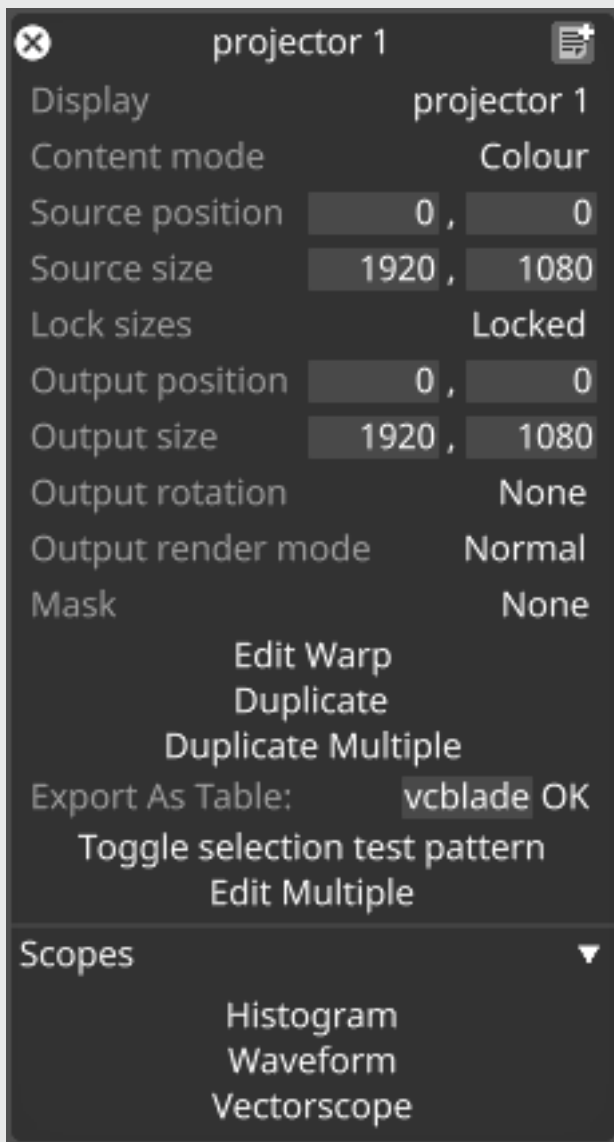 projector 1
Display projector 1
Content mode Colour
Source position 0 , 0
Source size 1920 , 1080
Lock sizes Locked
Output position 0 , 0
Output size 1920 , 1080
Output rotation None
Output render mode Normal
Mask None
Edit Warp
Duplicate
Duplicate Multiple
Export As Table: vcblade OK
Toggle selection test pattern
Edit Multiple
Scopes
Histogram
Waveform
Vectorscope